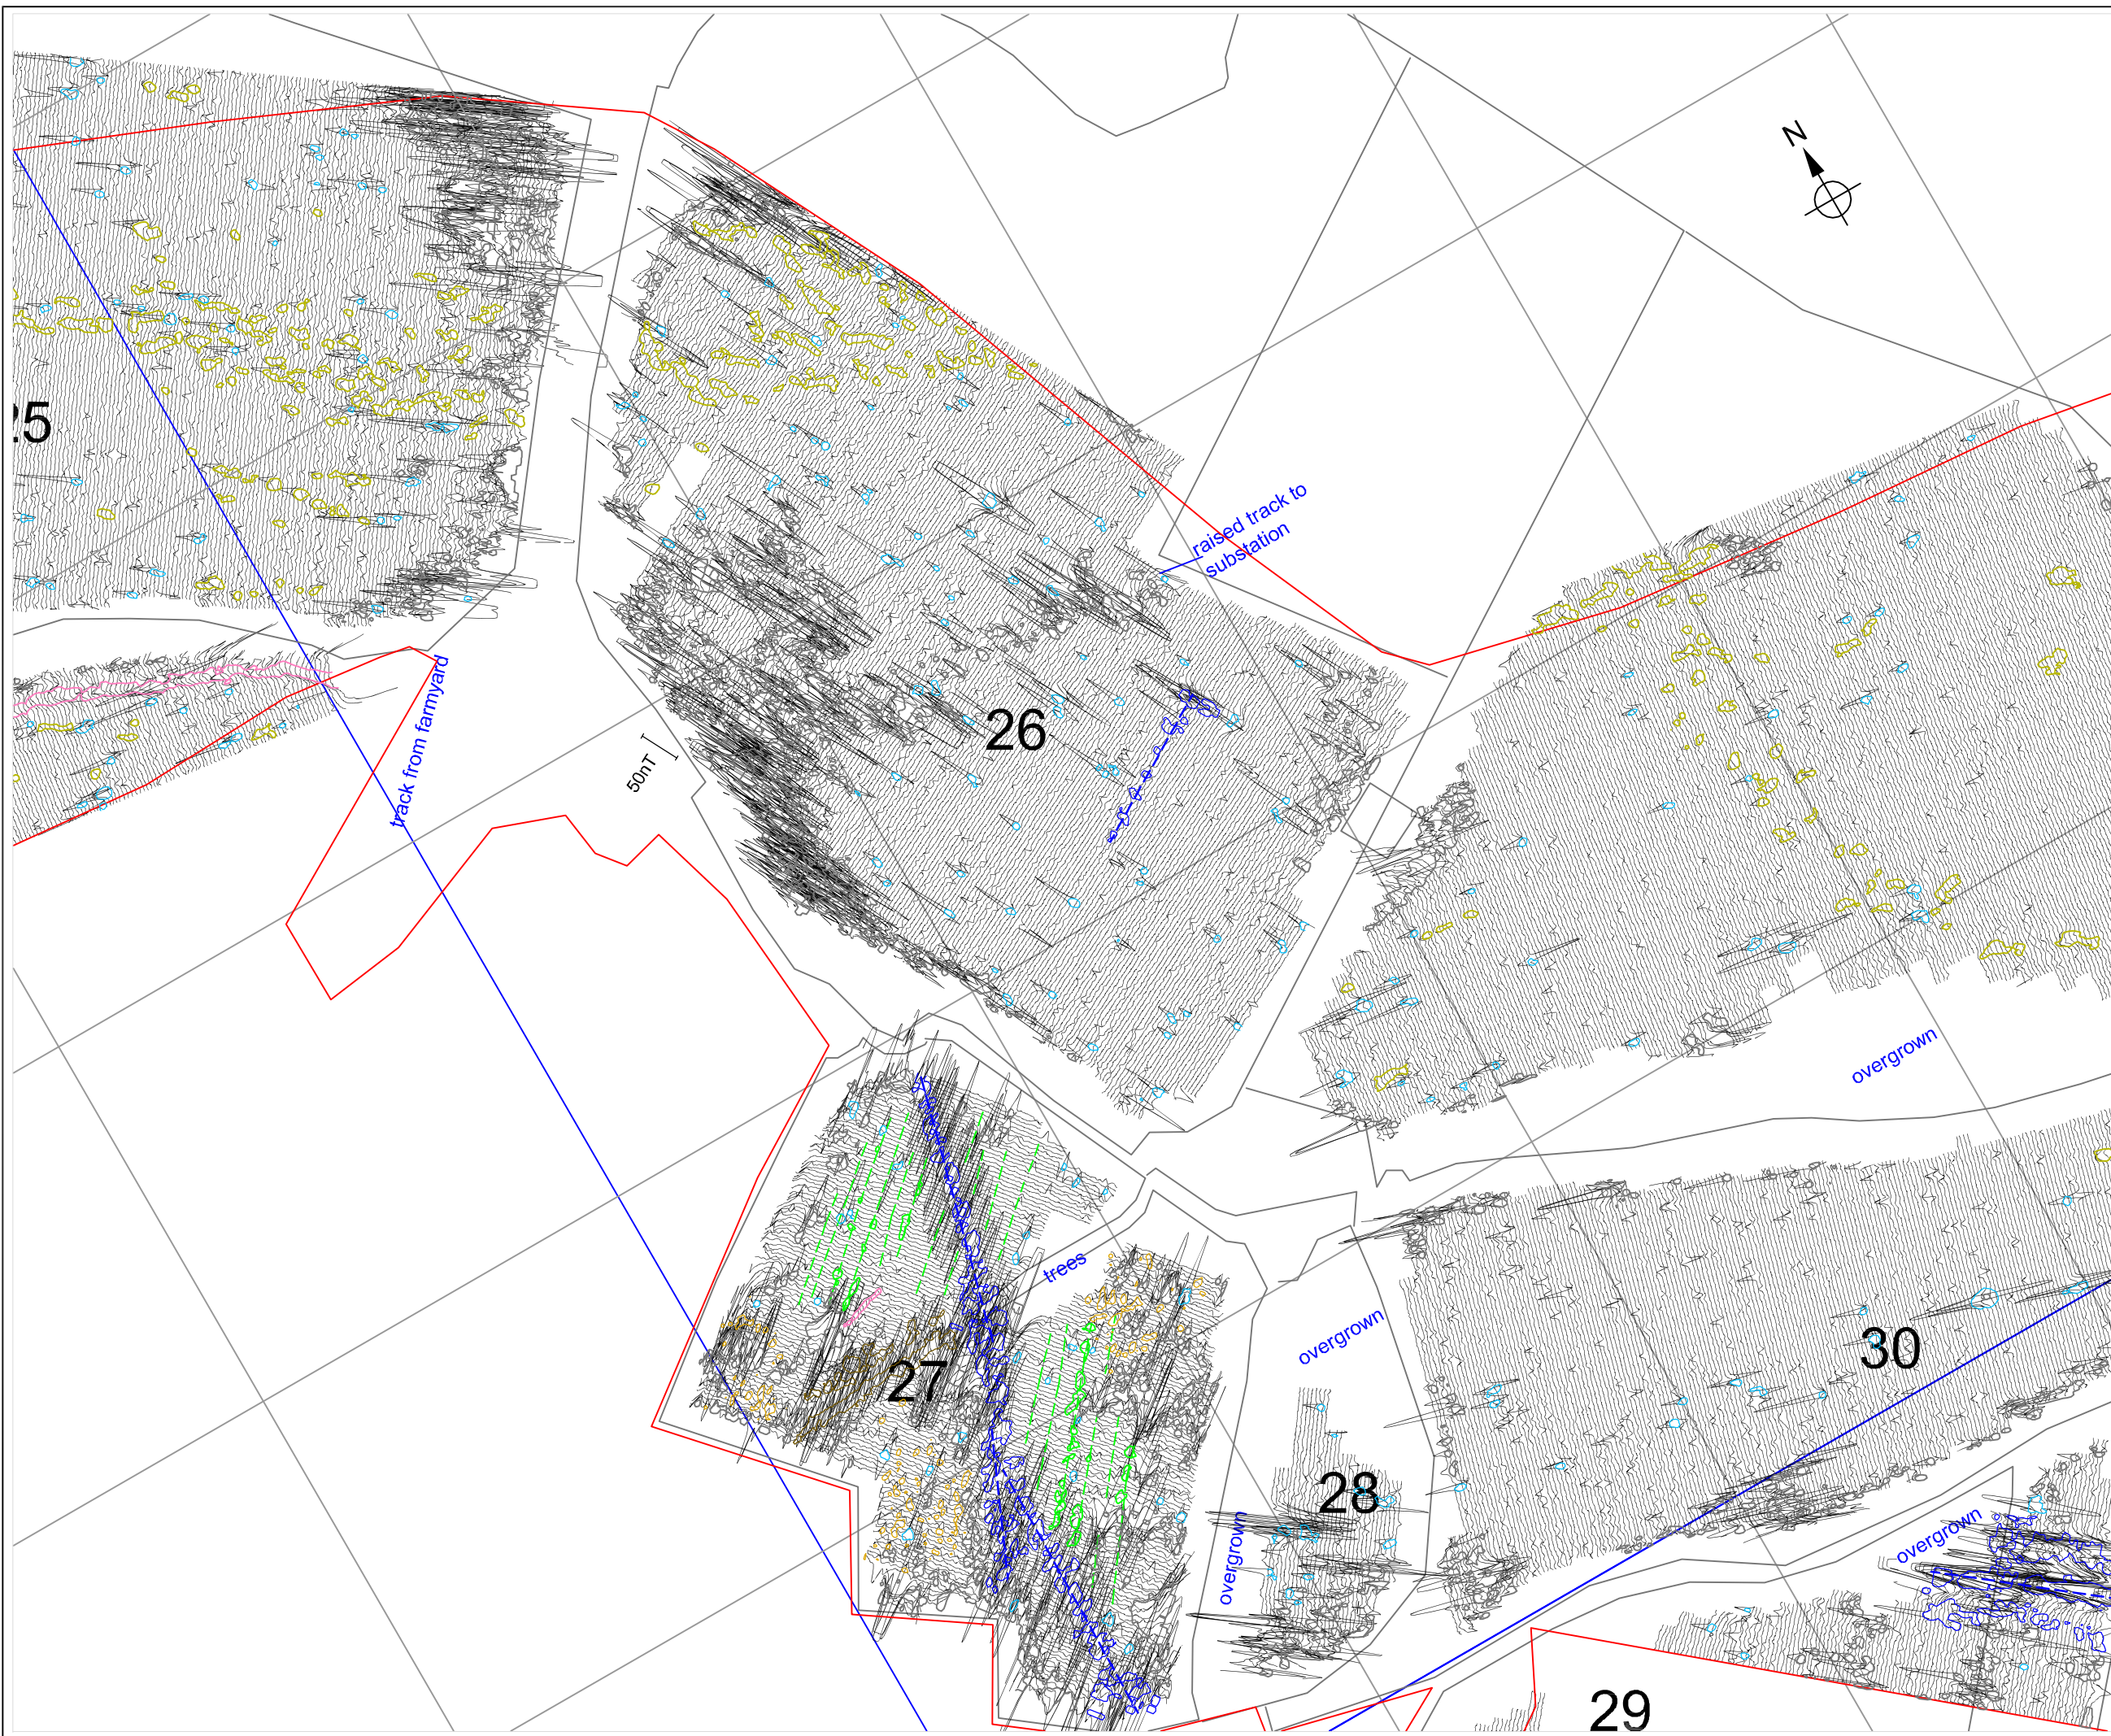 N
25
raised track to
substation
track from farmyard
26
50nT
overgrown
trees
overgrown
27
30
28
overgrown
overgrown
29